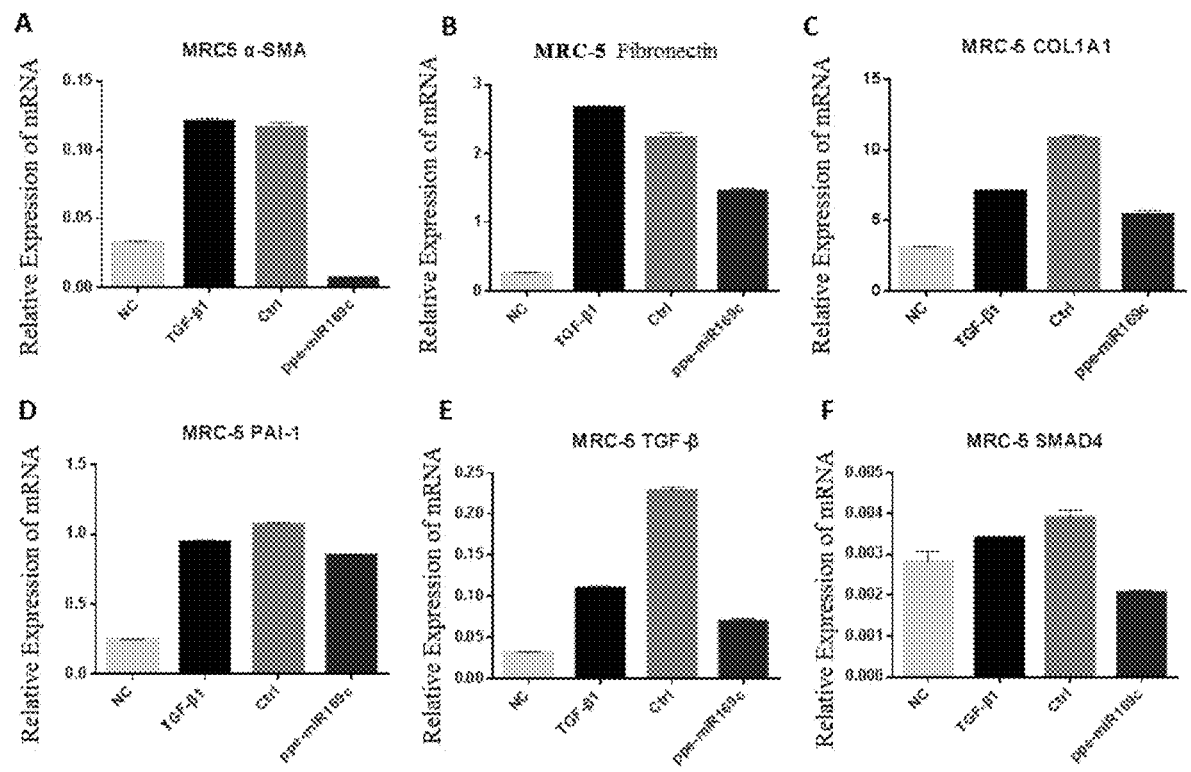 A
MRC5 α-SMA
Relative Expression of mRNA
0.15
0.10
0.05
0.00
NC
TGF-β1
Ctrl
ppe-miR169c
B
MRC-5 Fibronectin
Relative Expression of mRNA
3
2
1
0
NC
TGF-β1
Ctrl
ppe-miR169c
C
MRC-5 COL1A1
Relative Expression of mRNA
15
10
5
0
NC
TGF-β1
Ctrl
ppe-miR169c
D
MRC-5 PAI-1
Relative Expression of mRNA
1.5
1.0
0.5
0.0
NC
TGF-β1
Ctrl
ppe-miR169c
E
MRC-5 TGF-β
Relative Expression of mRNA
0.25
0.20
0.15
0.10
0.05
0.00
NC
TGF-β1
Ctrl
ppe-miR169c
F
MRC-5 SMAD4
Relative Expression of mRNA
0.005
0.004
0.003
0.002
0.001
0.000
NC
TGF-β1
Ctrl
ppe-miR169c